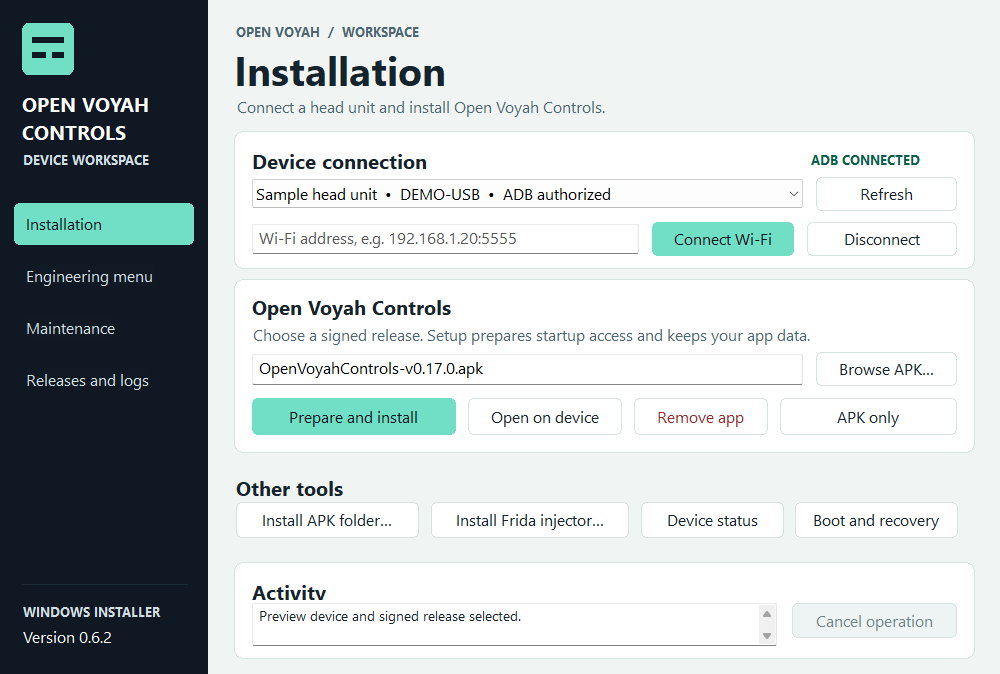 OPEN VOYAH
CONTROLS
DEVICE WORKSPACE
Installation
Engineering menu
Maintenance
Releases and logs
WINDOWS INSTALLER
Version 0.6.2
OPEN VOYAH / WORKSPACE
Installation
Connect a head unit and install Open Voyah Controls.
Device connection
ADB CONNECTED
Sample head unit • DEMO-USB • ADB authorized
Refresh
Wi-Fi address, e.g. 192.168.1.20:5555
Connect Wi-Fi
Disconnect
Open Voyah Controls
Choose a signed release. Setup prepares startup access and keeps your app data.
OpenVoyahControls-v0.17.0.apk
Browse APK...
Prepare and install
Open on device
Remove app
APK only
Other tools
Install APK folder...
Install Frida injector...
Device status
Boot and recovery
Activity
Preview device and signed release selected.
Cancel operation